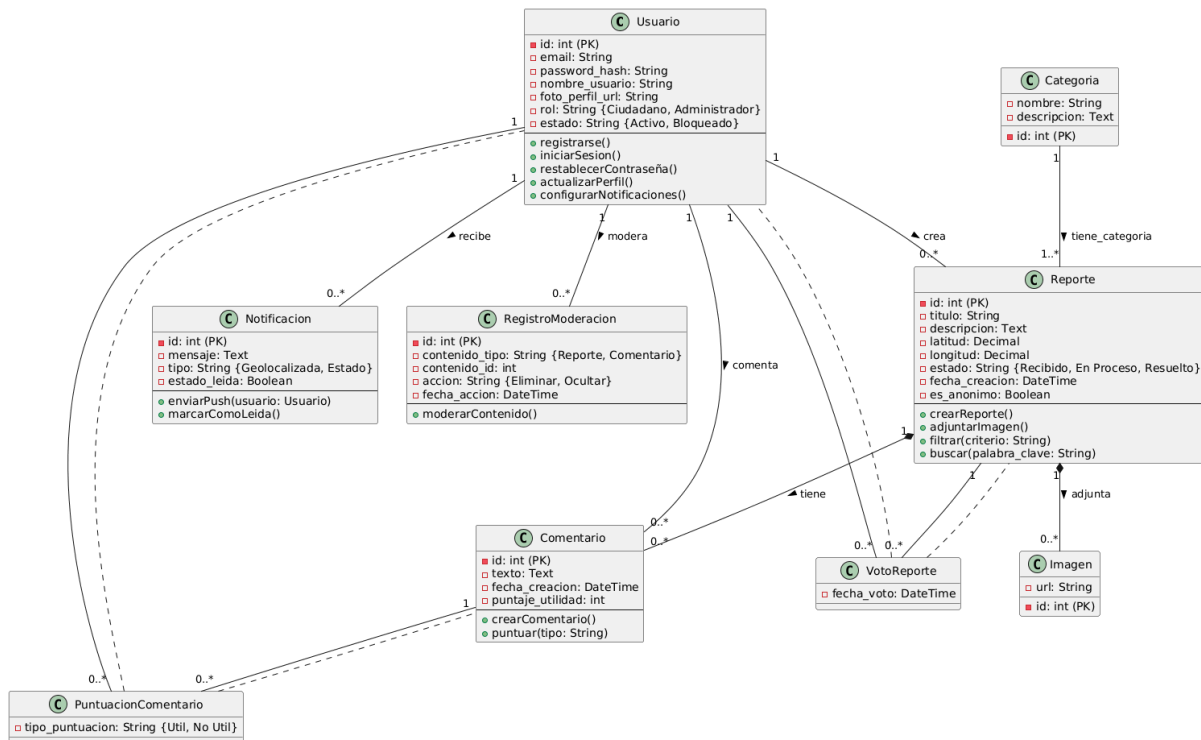 C Usuario
id: int (PK)
email: String
password_hash: String
nombre_usuario: String
foto_perfil_url: String
rol: String {Ciudadano, Administrador}
estado: String {Activo, Bloqueado}
registrarse()
iniciarSesion()
restablecerContraseña()
actualizarPerfil()
configurarNotificaciones()
C Categoria
nombre: String
descripcion: Text
id: int (PK)
1
1
1
1
1
1
1
recibe
modera
crea
tiene_categoria
0..*
1..*
0..*
0..*
C Notificacion
id: int (PK)
mensaje: Text
tipo: String {Geolocalizada, Estado}
estado_leida: Boolean
enviarPush(usuario: Usuario)
marcarComoLeida()
C RegistroModeracion
id: int (PK)
contenido_tipo: String {Reporte, Comentario}
contenido_id: int
accion: String {Eliminar, Ocultar}
fecha_accion: DateTime
moderarContenido()
comenta
C Reporte
id: int (PK)
titulo: String
descripcion: Text
latitud: Decimal
longitud: Decimal
estado: String {Recibido, En Proceso, Resuelto}
fecha_creacion: DateTime
es_anonimo: Boolean
crearReporte()
adjuntarImagen()
filtrar(criterio: String)
buscar(palabra_clave: String)
1
1
1
tiene
adjunta
0..*
0..*
0..*
0..*
0..*
C Comentario
id: int (PK)
texto: Text
fecha_creacion: DateTime
puntaje_utilidad: int
crearComentario()
puntuar(tipo: String)
C VotoReporte
fecha_voto: DateTime
C Imagen
url: String
id: int (PK)
1
0..*
0..*
C PuntuacionComentario
tipo_puntuacion: String {Util, No Util}